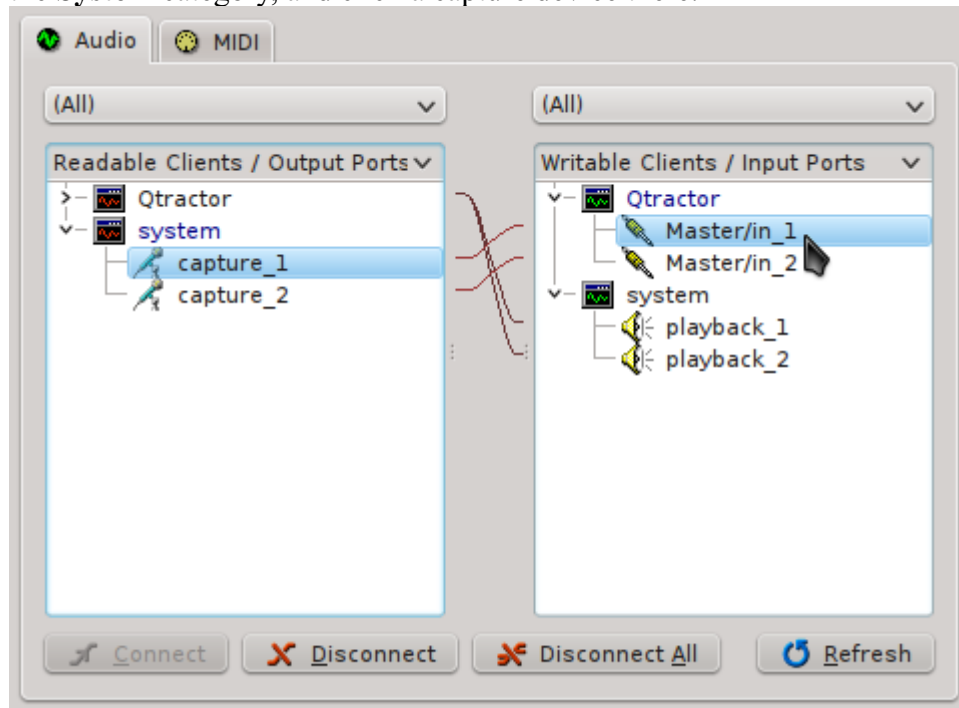 Audio
MIDI
(All)
(All)
Readable Clients / Output Ports
Writable Clients / Input Ports
Qtractor
system
capture_1
capture_2
Qtractor
Master/in_1
Master/in_2
system
playback_1
playback_2
Connect
Disconnect
Disconnect All
Refresh